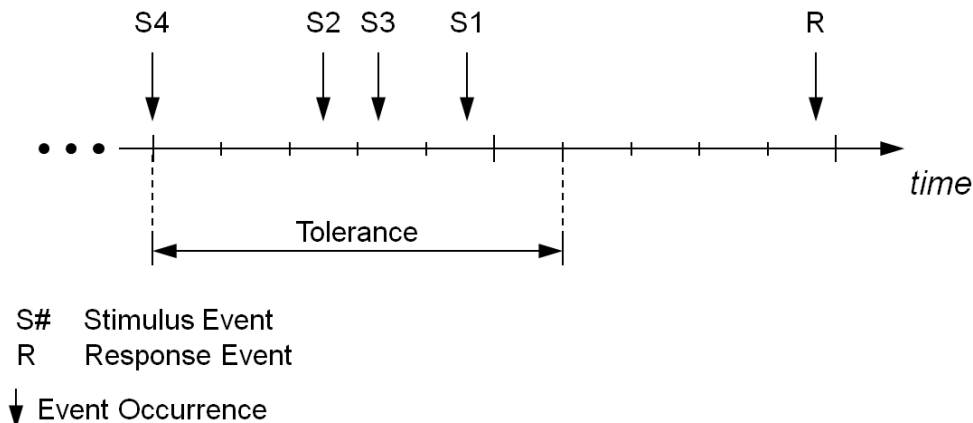 S4 S2 S3 S1 R
time
Tolerance
S# Stimulus Event
R Response Event
Event Occurrence